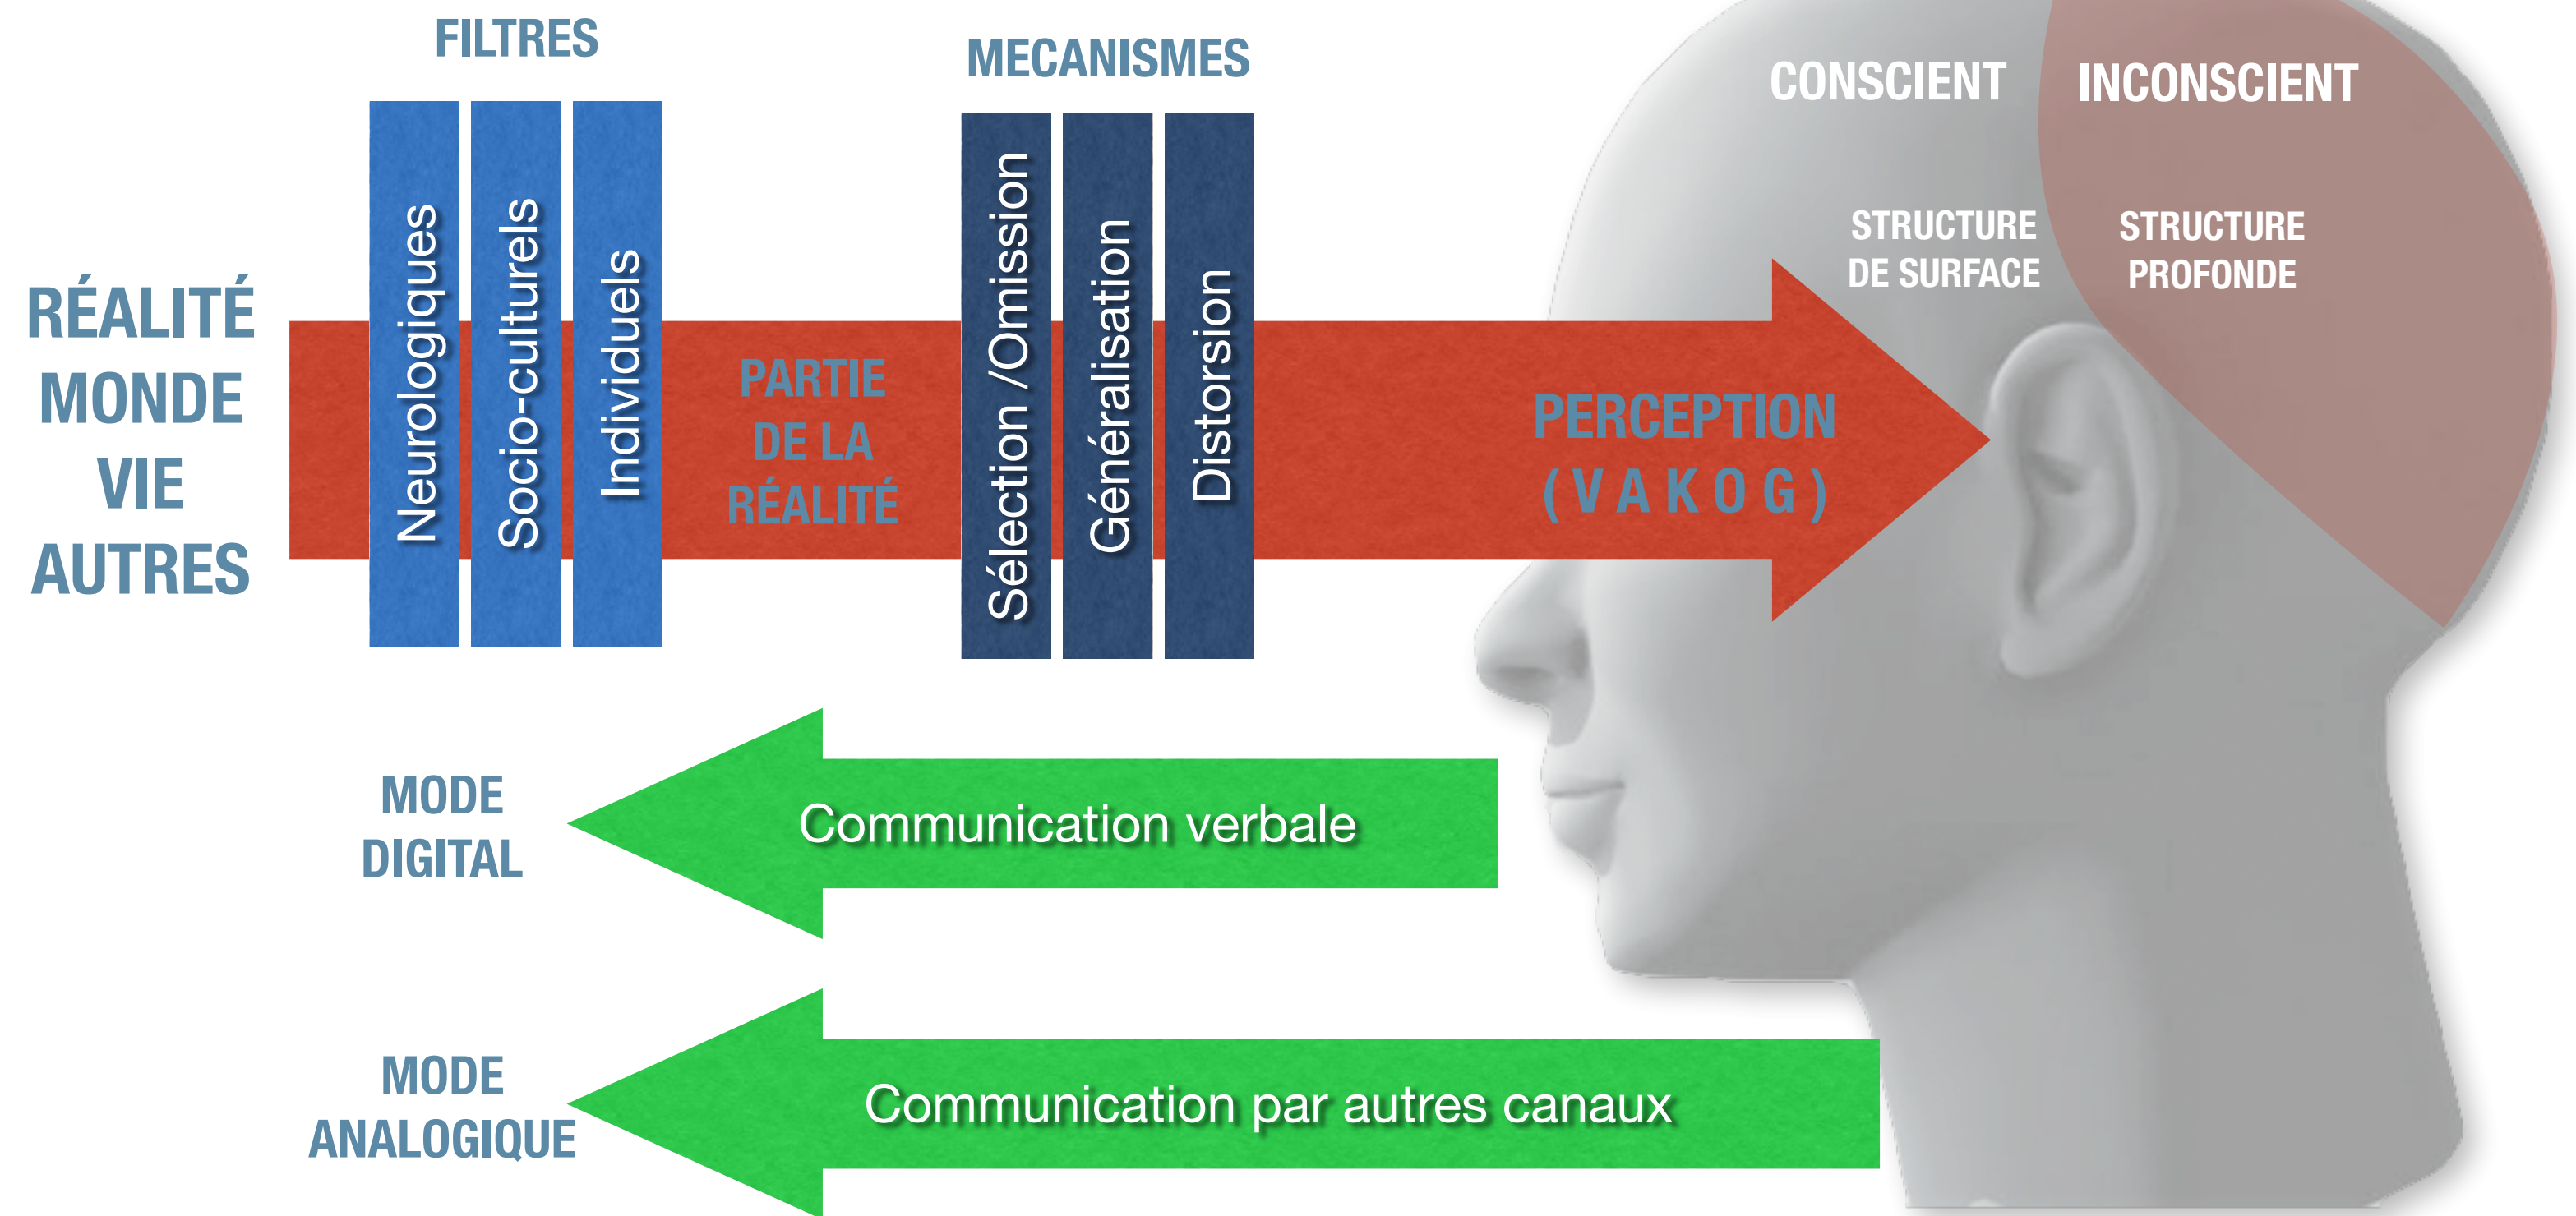 FILTRES
MECANISMES
CONSCIENT
INCONSCIENT
STRUCTURE
DE SURFACE
STRUCTURE
PROFONDE
RÉALITÉ
MONDE
VIE
AUTRES
Neurologiques
Socio-culturels
Individuels
PARTIE
DE LA
RÉALITÉ
Sélection /Omission
Généralisation
Distorsion
PERCEPTION
(VAKOG)
MODE
DIGITAL
Communication verbale
MODE
ANALOGIQUE
Communication par autres canaux